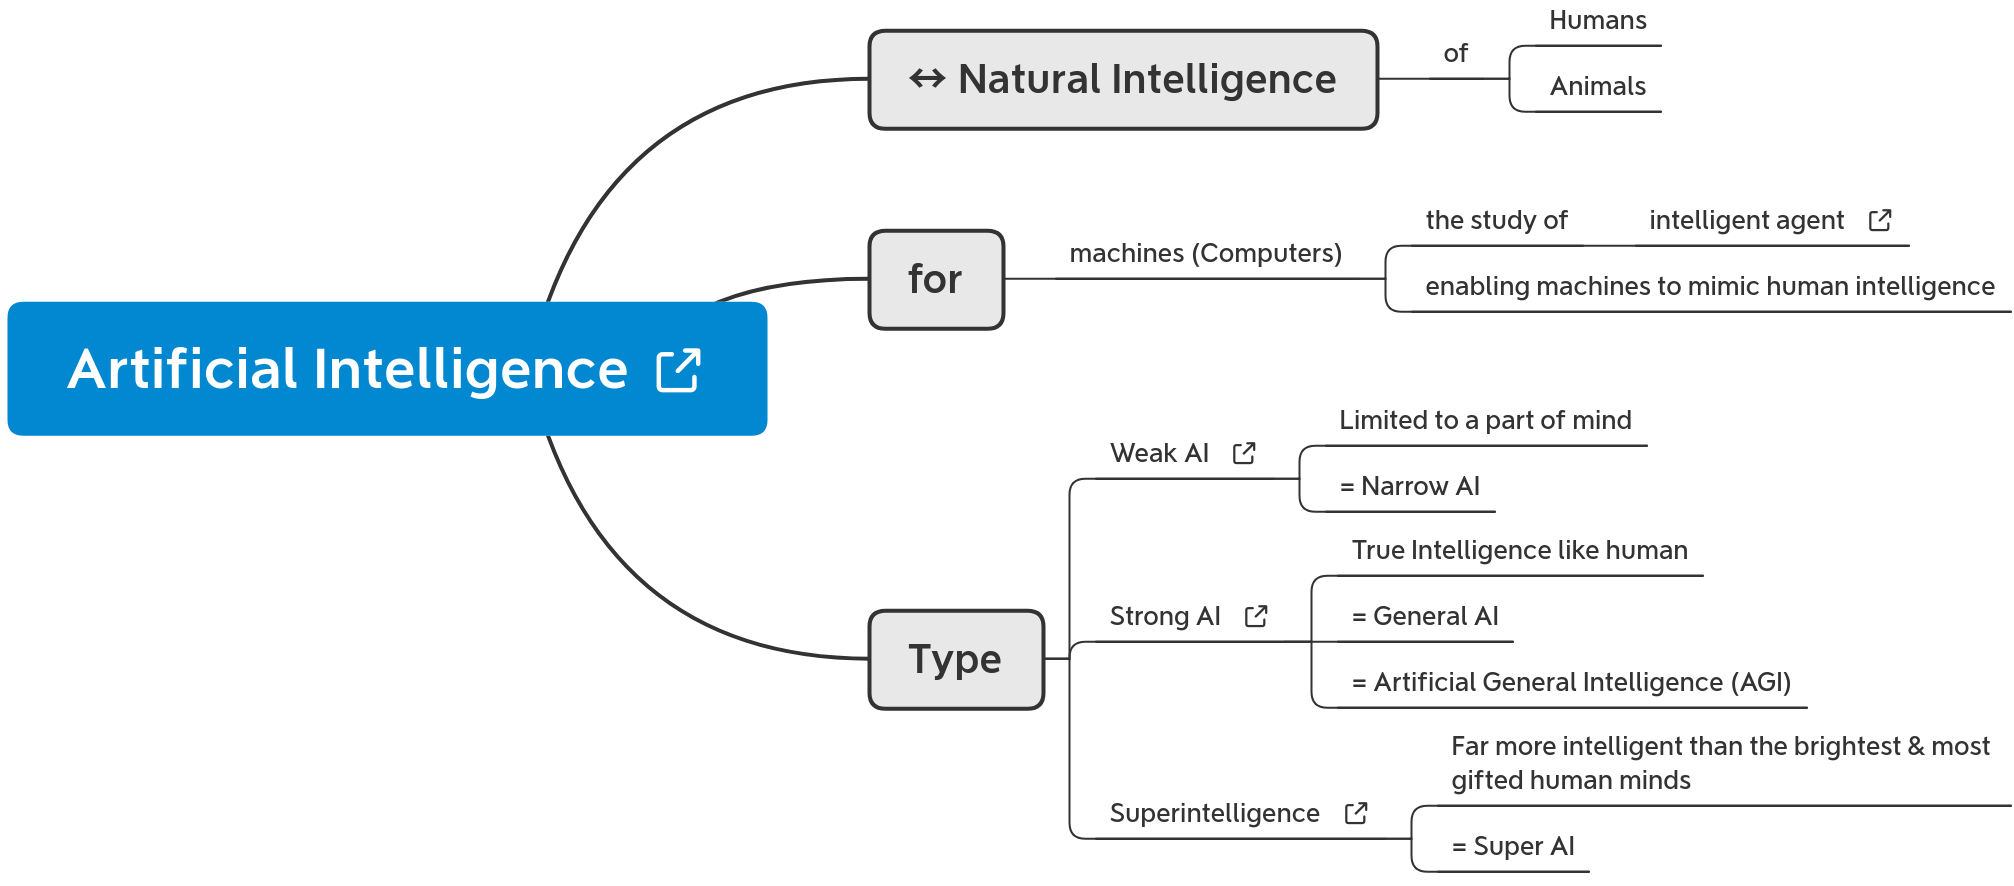 Artificial Intelligence
↔ Natural Intelligence
of
Humans
Animals
for
machines (Computers)
the study of
intelligent agent
enabling machines to mimic human intelligence
Type
Weak AI
Limited to a part of mind
= Narrow AI
Strong AI
True Intelligence like human
= General AI
= Artificial General Intelligence (AGI)
Superintelligence
Far more intelligent than the brightest & most
gifted human minds
= Super AI